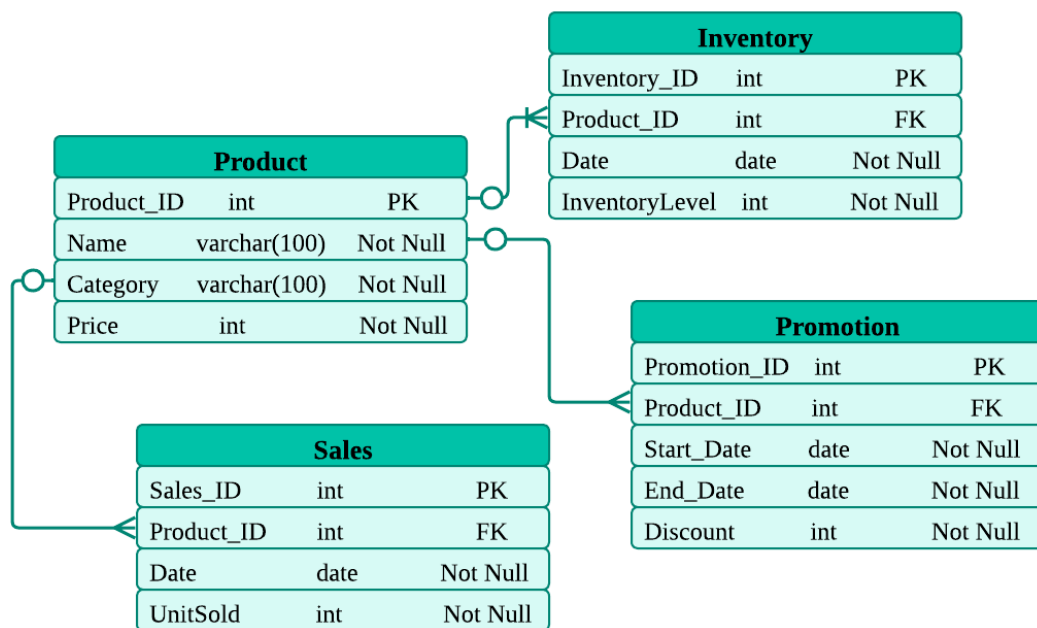 Inventory
Inventory_ID int PK
Product_ID int FK
Date date Not Null
InventoryLevel int Not Null
Product
Product_ID int PK
Name varchar(100) Not Null
Category varchar(100) Not Null
Price int Not Null
Promotion
Promotion_ID int PK
Product_ID int FK
Start_Date date Not Null
End_Date date Not Null
Discount int Not Null
Sales
Sales_ID int PK
Product_ID int FK
Date date Not Null
UnitSold int Not Null